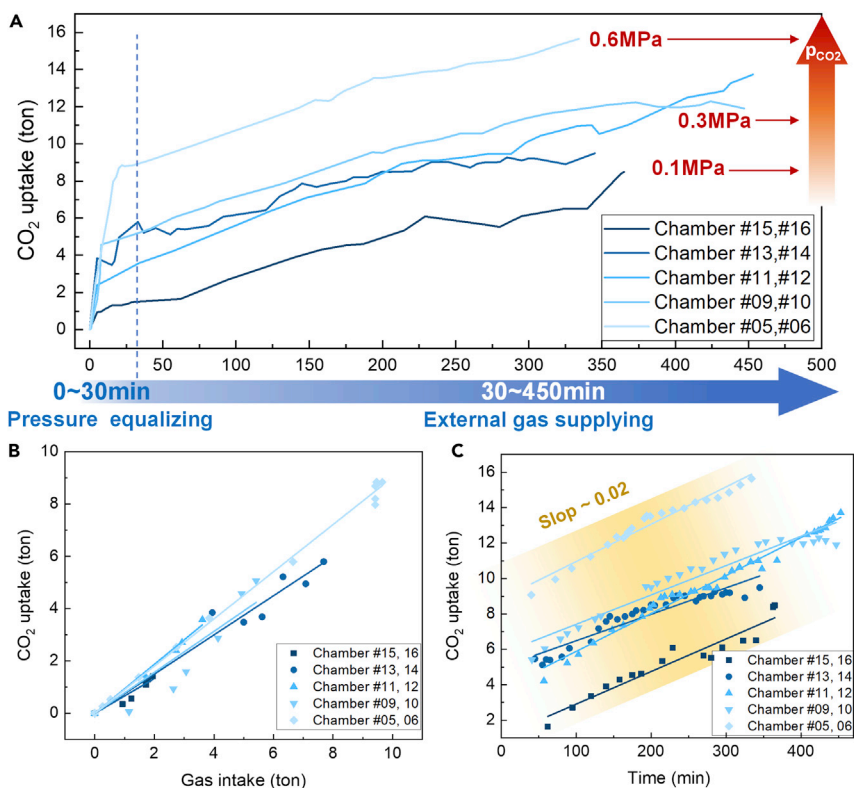 A
CO₂ uptake (ton)
16
14
12
10
8
6
4
2
0
0.6MPa
0.3MPa
0.1MPa
pCO2
Chamber #15,#16
Chamber #13,#14
Chamber #11,#12
Chamber #09,#10
Chamber #05,#06
0 50 100 150 200 250 300 350 400 450 500
0~30min 30~450min
Pressure equalizing External gas supplying
B
CO₂ uptake (ton)
10
8
6
4
2
0
Chamber #15, 16
Chamber #13, 14
Chamber #11, 12
Chamber #09, 10
Chamber #05, 06
0 2 4 6 8 10
Gas intake (ton)
C
CO₂ uptake (ton)
16
14
12
10
8
6
4
2
Slop ~ 0.02
Chamber #15, 16
Chamber #13, 14
Chamber #11, 12
Chamber #09, 10
Chamber #05, 06
0 100 200 300 400
Time (min)